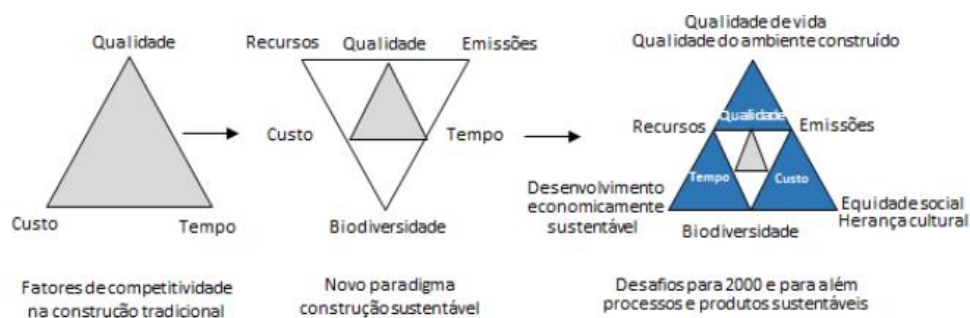 Qualidade
Custo
Tempo
Fatores de competitividade
na construção tradicional
Recursos
Qualidade
Emissões
Custo
Tempo
Biodiversidade
Novo paradigma
construção sustentável
Qualidade de vida
Qualidade do ambiente construído
Qualidade
Recursos
Emissões
Tempo
Custo
Desenvolvimento
economicamente
sustentável
Biodiversidade
Equidade social
Herança cultural
Desafios para 2000 e para além
processos e produtos sustentáveis